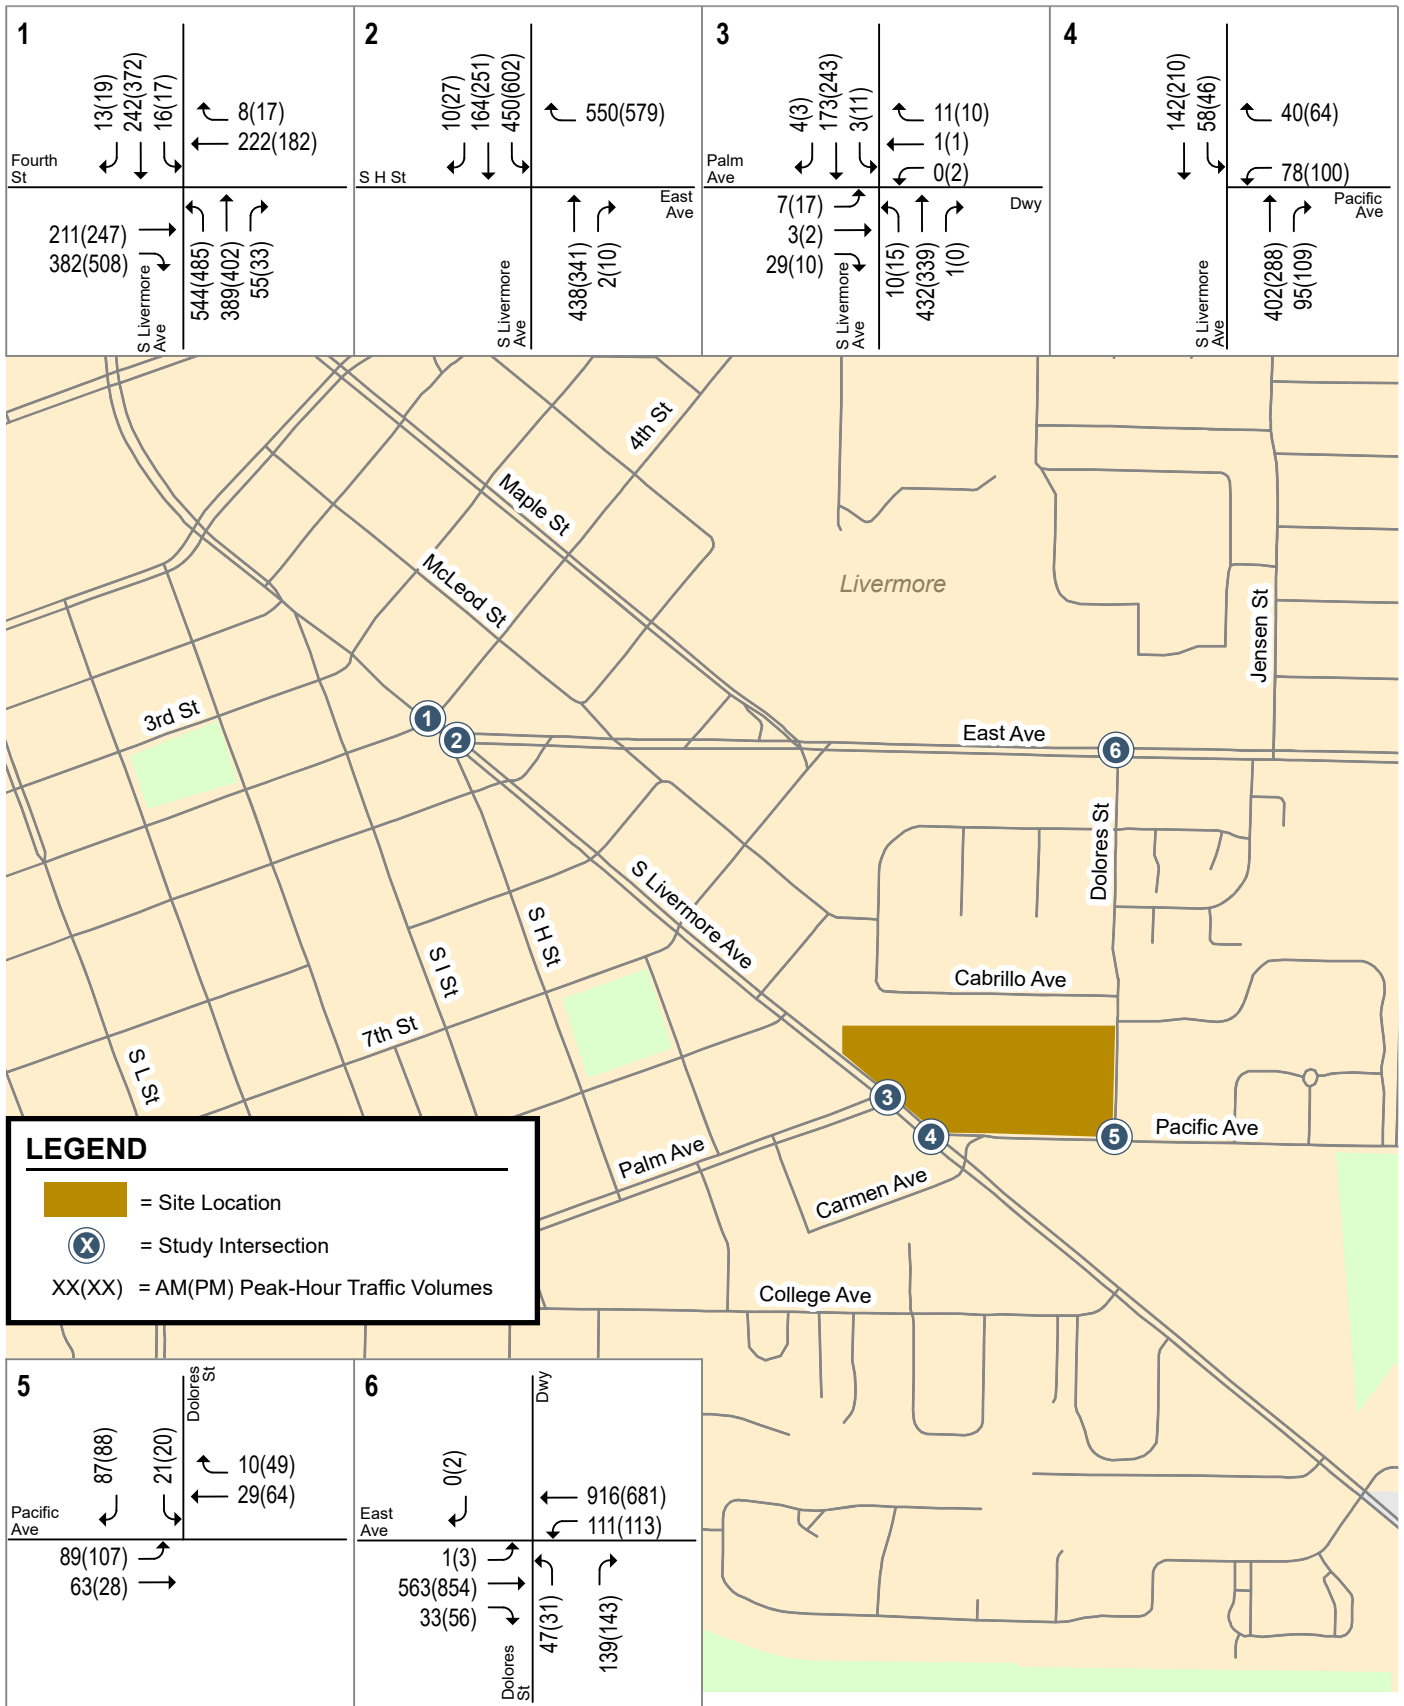 1
13(19)
242(372)
16(17)
8(17)
222(182)
Fourth
St
211(247)
382(508)
S Livermore
Ave
544(485)
389(402)
55(33)
2
10(27)
164(251)
450(602)
550(579)
S H St
East
Ave
S Livermore
Ave
438(341)
2(10)
3
4(3)
173(243)
3(11)
11(10)
1(1)
0(2)
Palm
Ave
Dwy
7(17)
3(2)
29(10)
S Livermore
Ave
10(15)
432(339)
1(0)
4
142(210)
58(46)
40(64)
78(100)
Pacific
Ave
S Livermore
Ave
402(288)
95(109)
4th St
Maple St
McLeod St
Livermore
Jensen St
3rd St
1
2
East Ave
6
Dolores St
S Livermore Ave
S H St
S I St
Cabrillo Ave
7th St
S L St
3
4
5
Pacific Ave
Palm Ave
Carmen Ave
College Ave
LEGEND
= Site Location
X = Study Intersection
XX(XX) = AM(PM) Peak-Hour Traffic Volumes
5
Dolores
St
87(88)
21(20)
10(49)
29(64)
Pacific
Ave
89(107)
63(28)
6
Dwy
0(2)
916(681)
111(113)
East
Ave
1(3)
563(854)
33(56)
Dolores
St
47(31)
139(143)